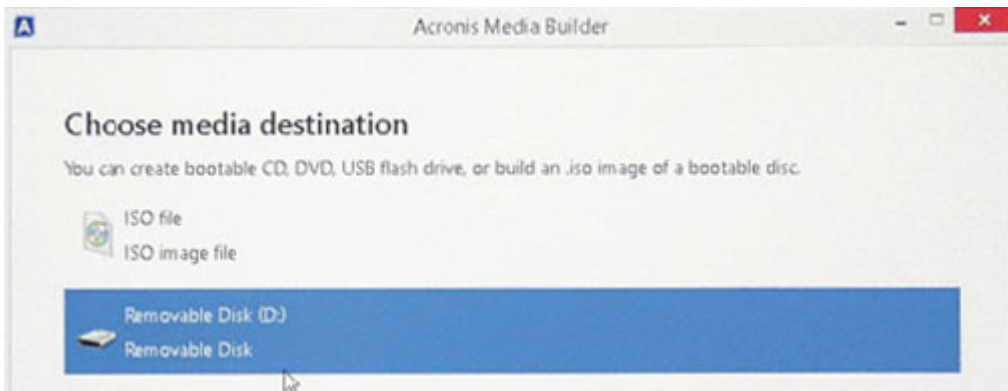 Acronis Media Builder
Choose media destination
You can create bootable CD, DVD, USB flash drive, or build an .iso image of a bootable disc.
ISO file
ISO image file
Removable Disk (D:)
Removable Disk